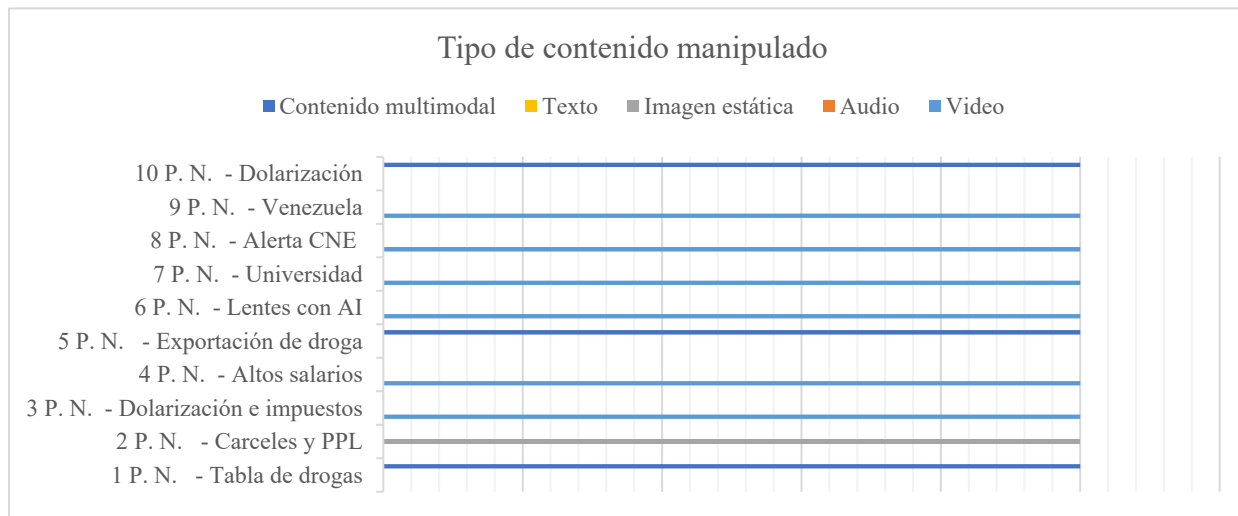 Tipo de contenido manipulado
Contenido multimodal Texto Imagen estática Audio Video
10 P. N. - Dolarización
9 P. N. - Venezuela
8 P. N. - Alerta CNE
7 P. N. - Universidad
6 P. N. - Lentes con AI
5 P. N. - Exportación de droga
4 P. N. - Altos salarios
3 P. N. - Dolarización e impuestos
2 P. N. - Carceles y PPL
1 P. N. - Tabla de drogas